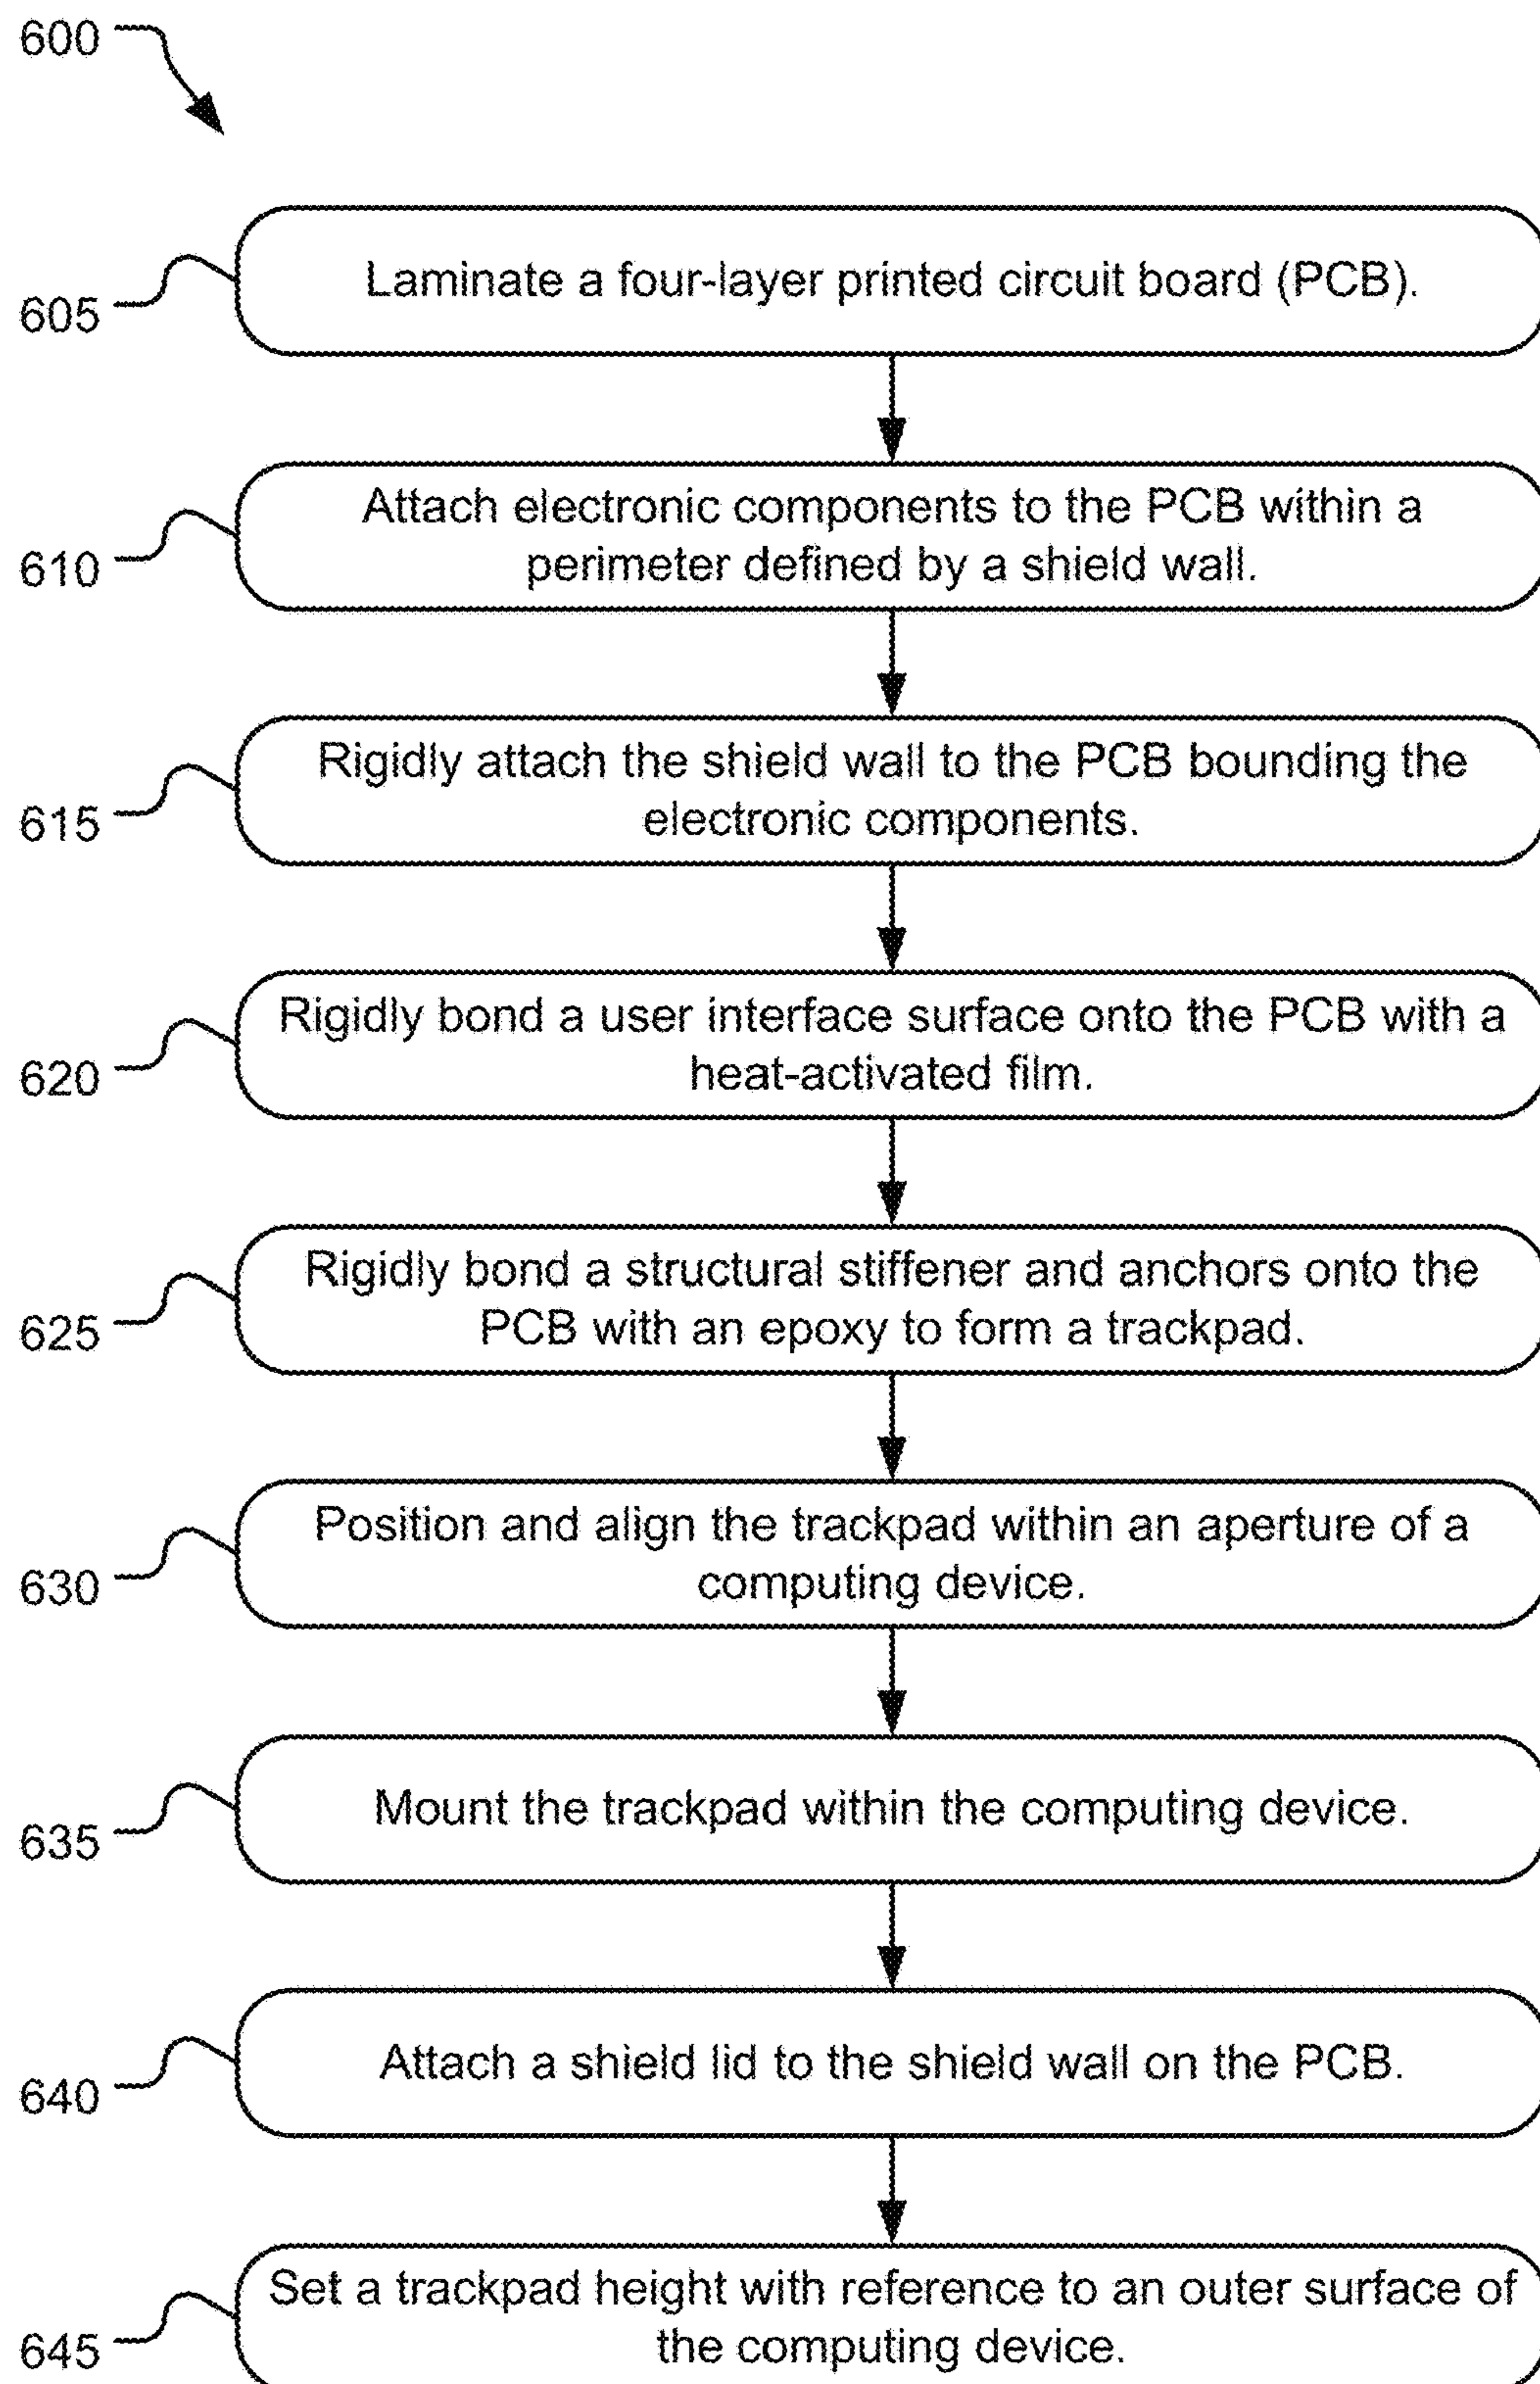 600
605
Laminate a four-layer printed circuit board (PCB).
610
Attach electronic components to the PCB within a
perimeter defined by a shield wall.
615
Rigidly attach the shield wall to the PCB bounding the
electronic components.
620
Rigidly bond a user interface surface onto the PCB with a
heat-activated film.
625
Rigidly bond a structural stiffener and anchors onto the
PCB with an epoxy to form a trackpad.
630
Position and align the trackpad within an aperture of a
computing device.
635
Mount the trackpad within the computing device.
640
Attach a shield lid to the shield wall on the PCB.
645
Set a trackpad height with reference to an outer surface of
the computing device.